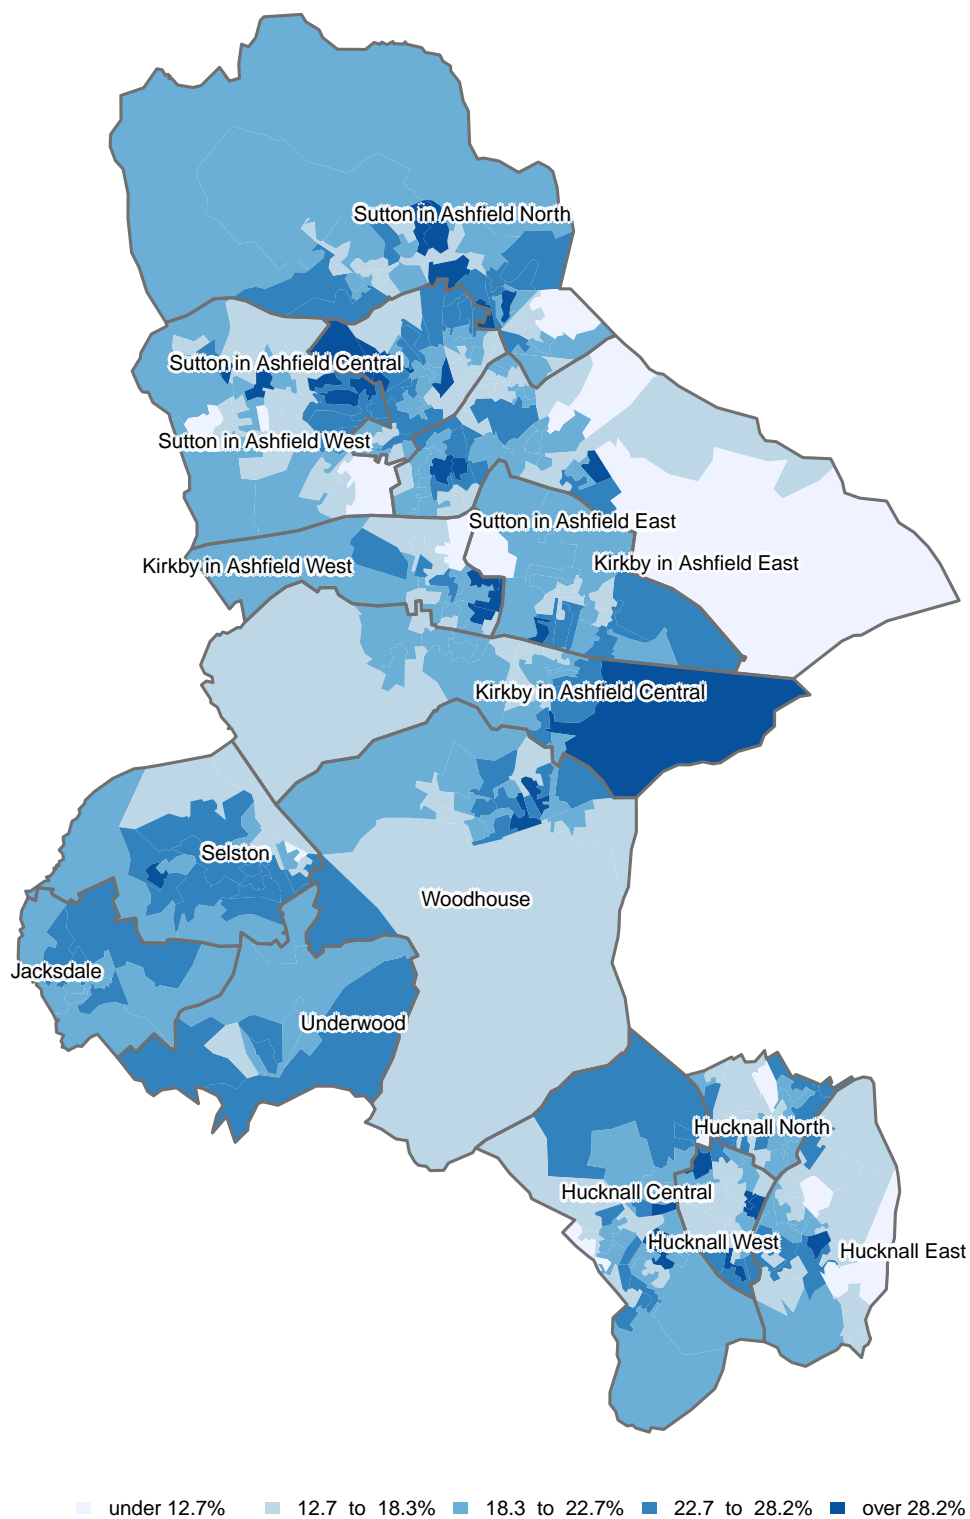 Sutton in Ashfield North
Sutton in Ashfield Central
Sutton in Ashfield West
Sutton in Ashfield East
Kirkby in Ashfield West
Kirkby in Ashfield East
Kirkby in Ashfield Central
Selston
Woodhouse
Jacksdale
Underwood
Hucknall North
Hucknall Central
Hucknall West
Hucknall East
under 12.7%
12.7 to 18.3%
18.3 to 22.7%
22.7 to 28.2%
over 28.2%